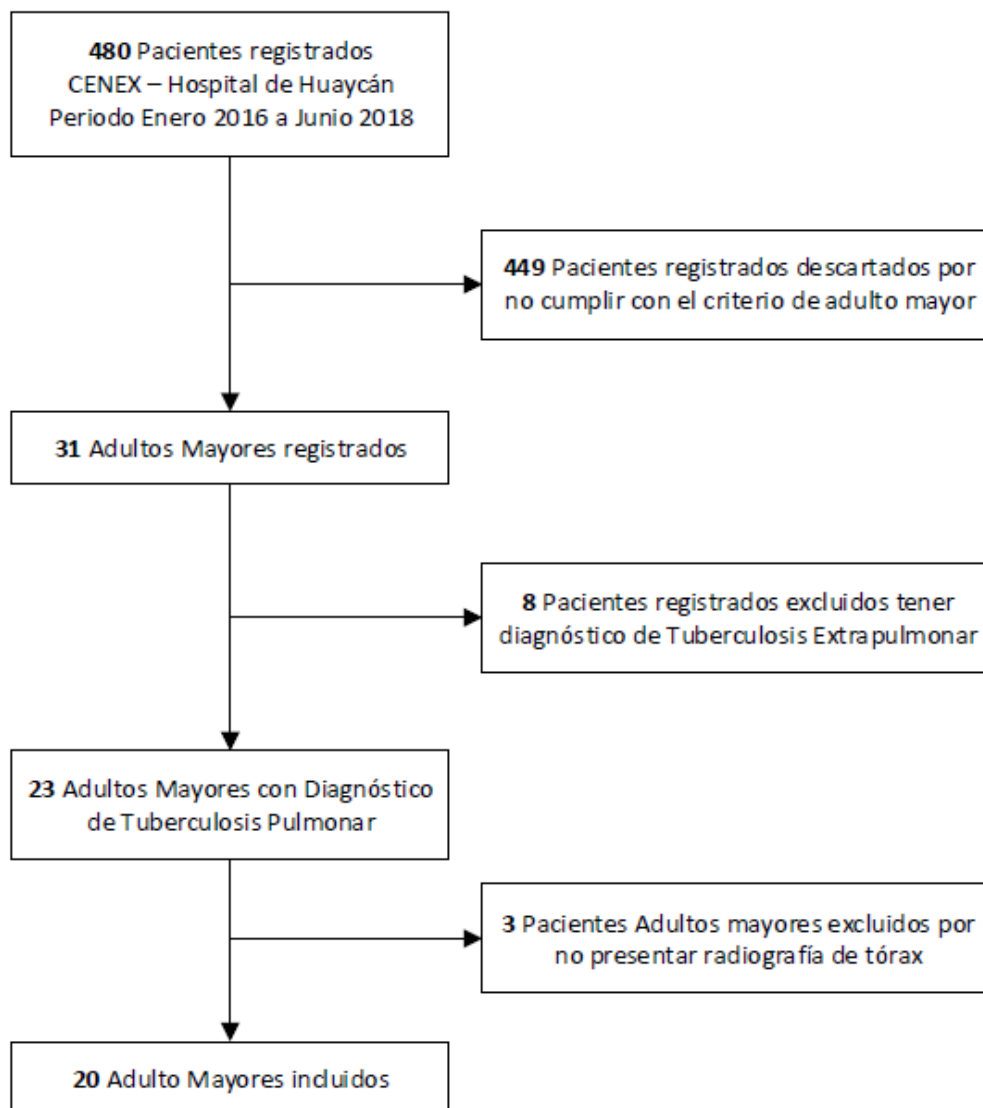 480 Pacientes registrados
CENEX – Hospital de Huaycán
Periodo Enero 2016 a Junio 2018
449 Pacientes registrados descartados por
no cumplir con el criterio de adulto mayor
31 Adultos Mayores registrados
8 Pacientes registrados excluidos tener
diagnóstico de Tuberculosis Extrapulmonar
23 Adultos Mayores con Diagnóstico
de Tuberculosis Pulmonar
3 Pacientes Adultos mayores excluidos por
no presentar radiografía de tórax
20 Adulto Mayores incluidos